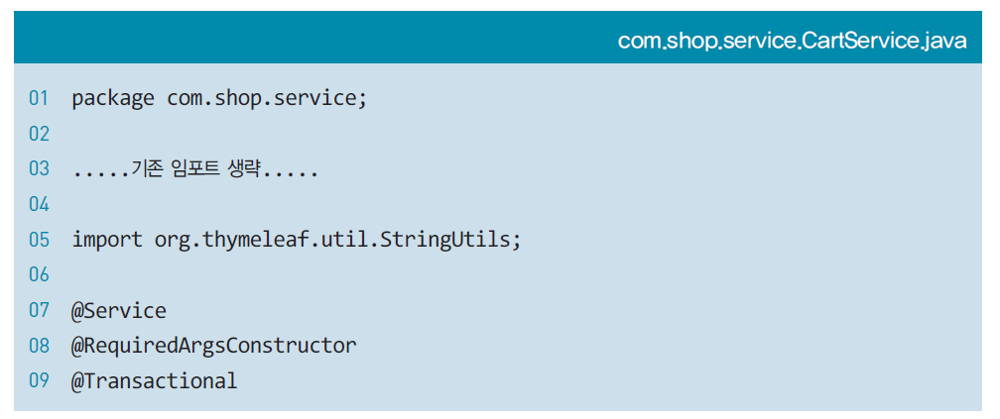 com.shop.service.CartService.java
01 package com.shop.service;
02
03 .....기존 임포트 생략.....
04
05 import org.thymeleaf.util.StringUtils;
06
07 @Service
08 @RequiredArgsConstructor
09 @Transactional